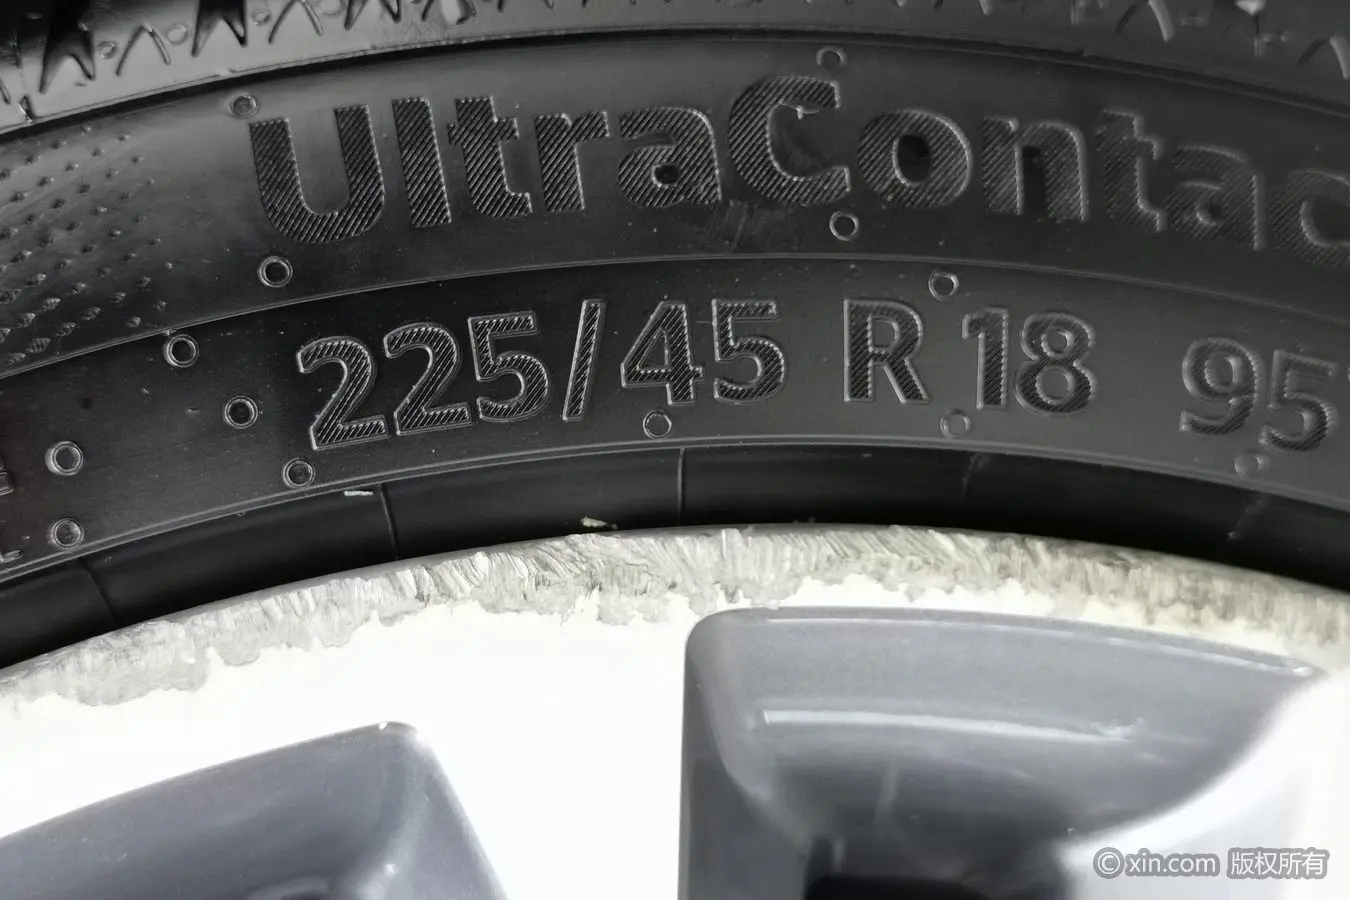 UltraContac
225/45 R 18 95
© xin.com 版权所有